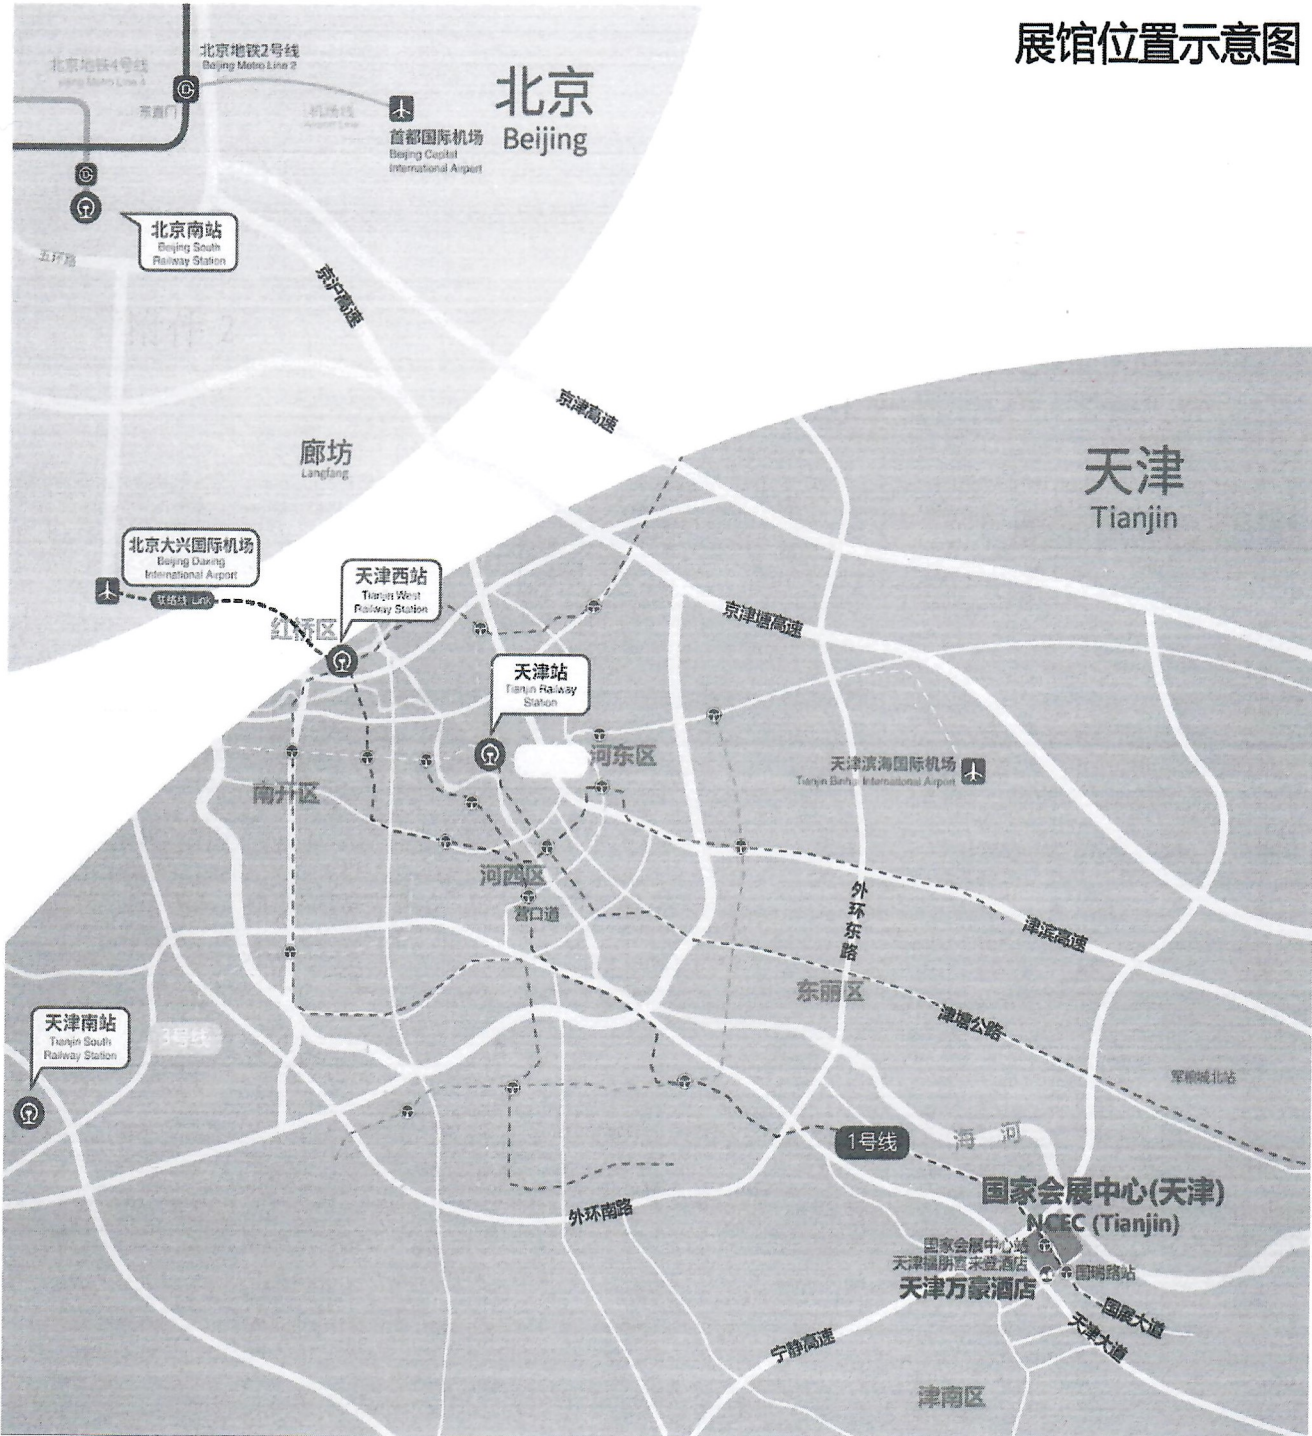 展馆位置示意图
北京地铁2号线
Beijing Metro Line 2
北京地铁4号线
东直门
机场线
首都国际机场
Beijing Capital
International Airport
北京
Beijing
北京南站
Beijing South
Railway Station
五环路
京沪高速
附件 2
京津高速
廊坊
Langfang
天津
Tianjin
北京大兴国际机场
Beijing Daxing
International Airport
联络线 Link
天津西站
Tianjin West
Railway Station
红桥区
京津塘高速
天津站
Tianjin Railway
Station
河东区
天津滨海国际机场
Tianjin Binhai International Airport
南开区
河西区
营口道
外环东路
津滨高速
东丽区
津塘公路
天津南站
Tianjin South
Railway Station
3号线
军粮城北站
1号线
海河
国家会展中心(天津)
NCEC (Tianjin)
外环南路
国家会展中心站
天津福朋喜来登酒店
国瑞路站
天津万豪酒店
国展大道
天津大道
宁静高速
津南区